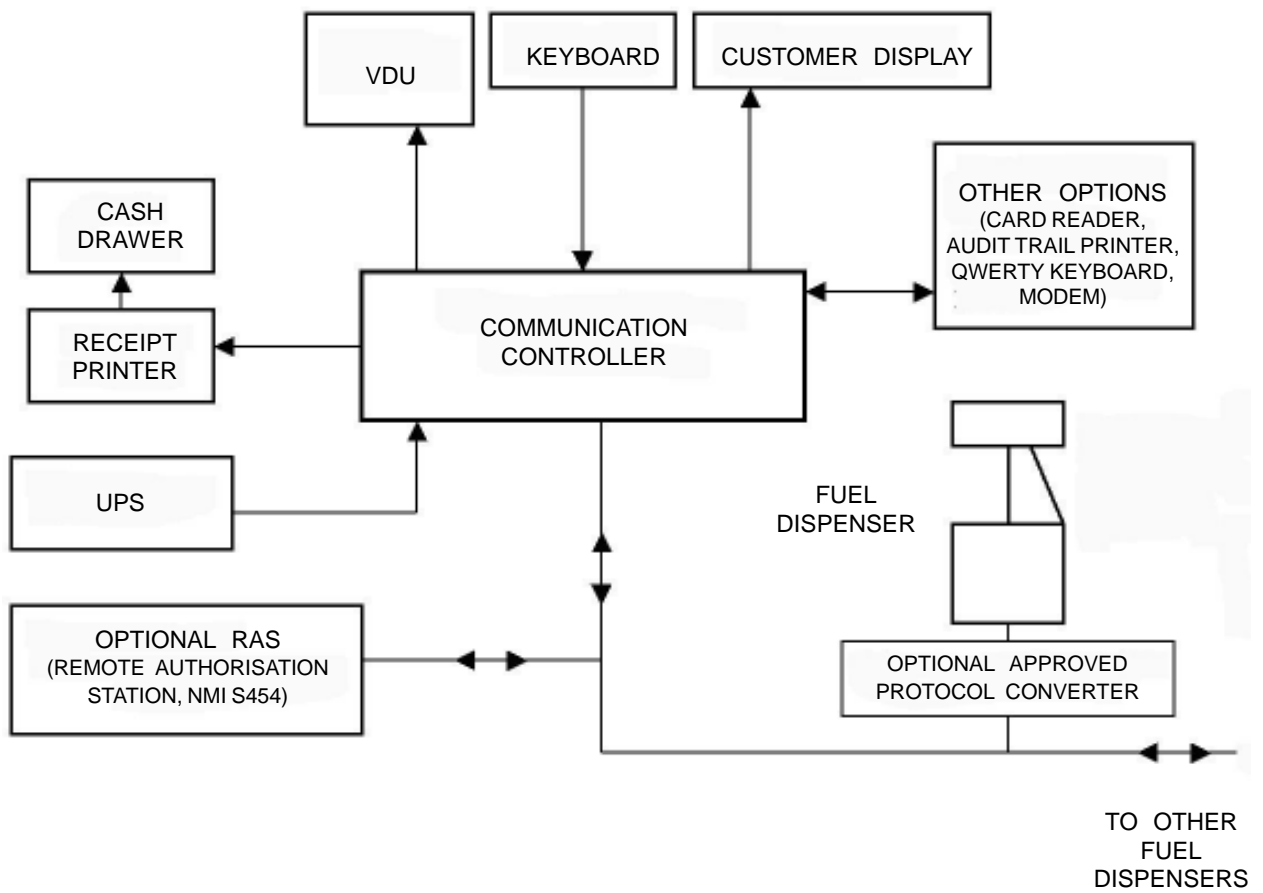 VDU
KEYBOARD
CUSTOMER DISPLAY
OTHER OPTIONS
(CARD READER,
AUDIT TRAIL PRINTER,
QWERTY KEYBOARD,
MODEM)
CASH
DRAWER
RECEIPT
PRINTER
COMMUNICATION
CONTROLLER
UPS
FUEL
DISPENSER
OPTIONAL RAS
(REMOTE AUTHORISATION
STATION, NMI S454)
OPTIONAL APPROVED
PROTOCOL CONVERTER
TO OTHER
FUEL
DISPENSERS